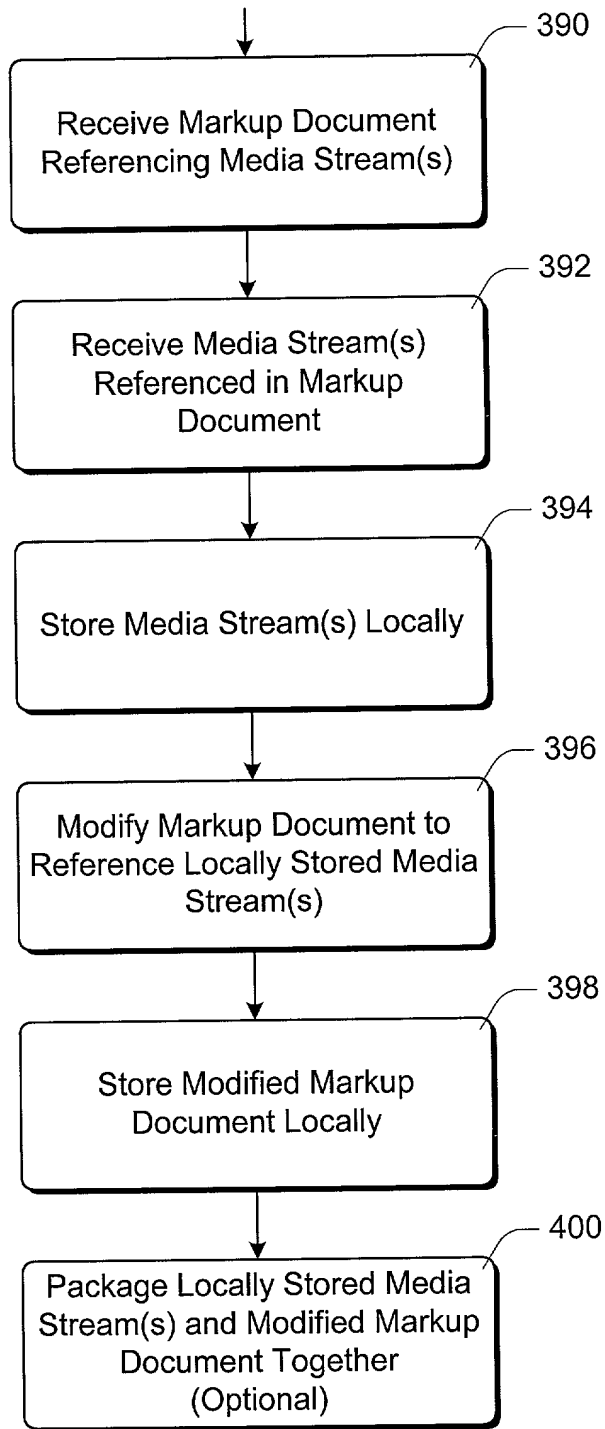 390
Receive Markup Document
Referencing Media Stream(s)
392
Receive Media Stream(s)
Referenced in Markup
Document
394
Store Media Stream(s) Locally
396
Modify Markup Document to
Reference Locally Stored Media
Stream(s)
398
Store Modified Markup
Document Locally
400
Package Locally Stored Media
Stream(s) and Modified Markup
Document Together
(Optional)